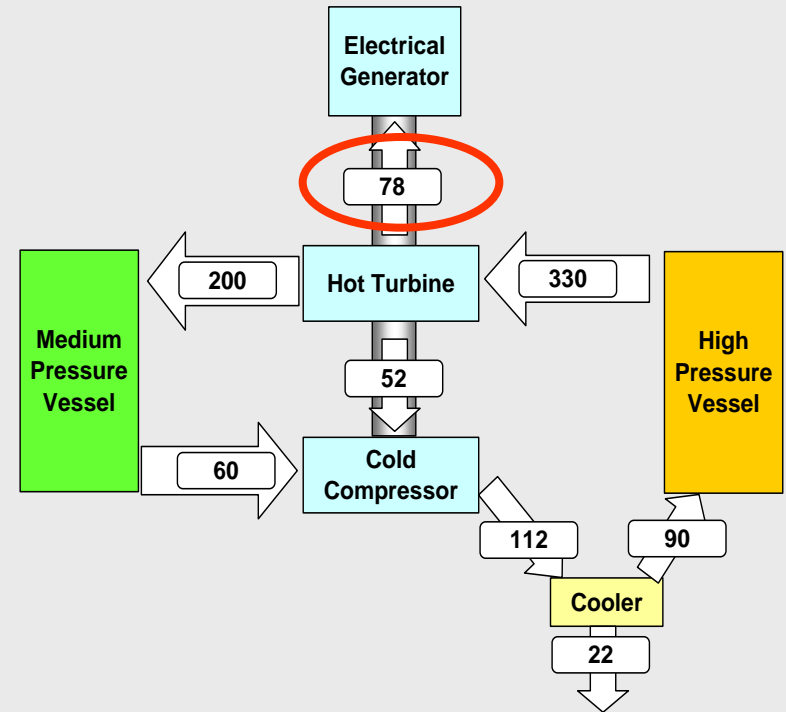 Electrical
Generator
78
200
Hot Turbine
330
Medium
Pressure
Vessel
High
Pressure
Vessel
52
60
Cold
Compressor
112
90
Cooler
22